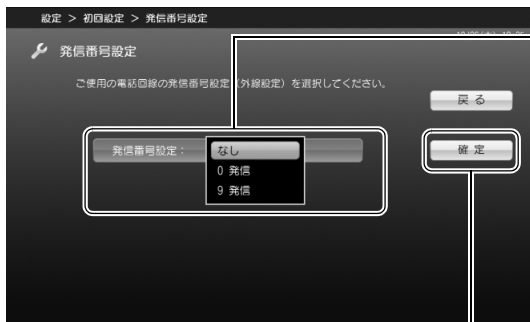 設定 > 初回設定 > 発信番号設定
発信番号設定
ご使用の電話回線の発信番号設定(外線設定)を選択してください。
戻る
発信番号設定:
なし
確定
0 発信
9 発信